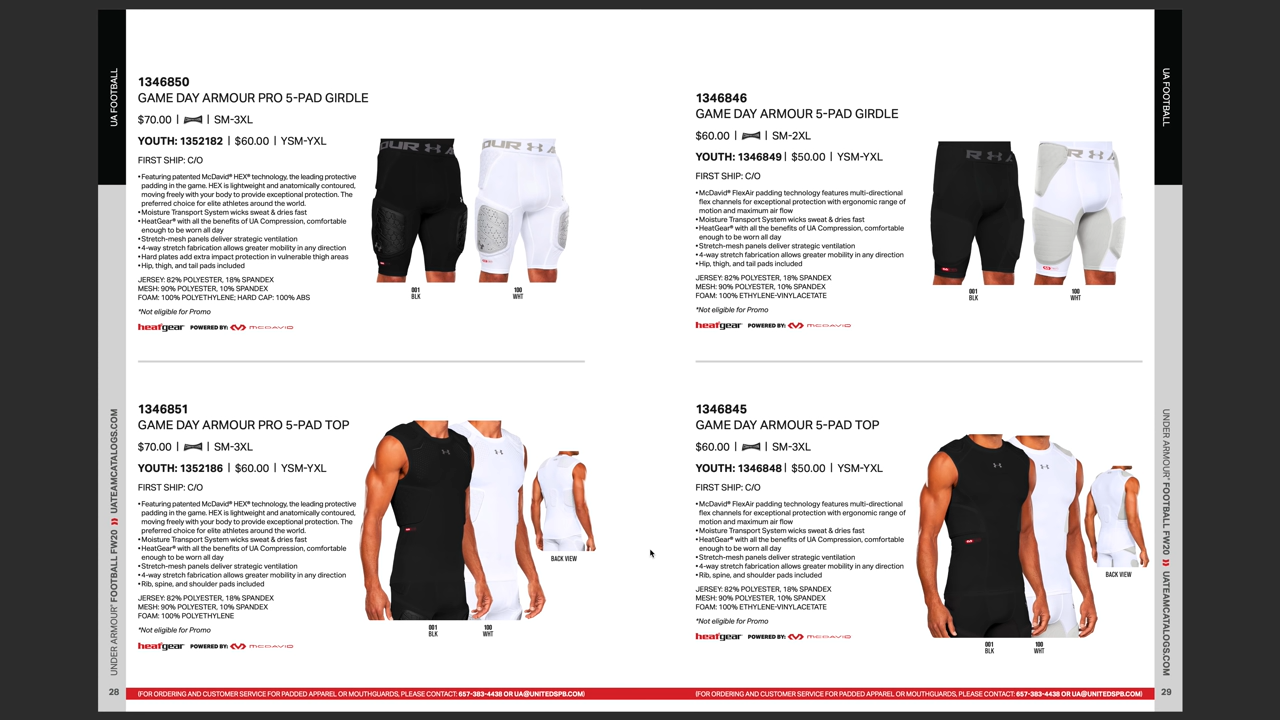 UA FOOTBALL
1346850
GAME DAY ARMOUR PRO 5-PAD GIRDLE
$70.00 | | SM-3XL
YOUTH: 1352182 | $60.00 | YSM-YXL
FIRST SHIP: C/O
• Featuring patented McDavid® HEX® technology, the leading protective
padding in the game. HEX is lightweight and anatomically contoured,
moving freely with your body to provide exceptional protection. The
preferred choice for elite athletes around the world.
• Moisture Transport System wicks sweat & dries fast
• HeatGear® with all the benefits of UA Compression, comfortable
enough to be worn all day
• Stretch-mesh panels deliver strategic ventilation
• 4-way stretch fabrication allows greater mobility in any direction
• Hard plates add extra impact protection in vulnerable thigh areas
• Hip, thigh, and tail pads included
JERSEY: 82% POLYESTER, 18% SPANDEX
MESH: 90% POLYESTER, 10% SPANDEX
FOAM: 100% POLYETHYLENE; HARD CAP: 100% ABS
*Not eligible for Promo
heatgear POWERED BY: MCDAVID
001
BLK
100
WHT
1346851
GAME DAY ARMOUR PRO 5-PAD TOP
$70.00 | | SM-3XL
YOUTH: 1352186 | $60.00 | YSM-YXL
FIRST SHIP: C/O
• Featuring patented McDavid® HEX® technology, the leading protective
padding in the game. HEX is lightweight and anatomically contoured,
moving freely with your body to provide exceptional protection. The
preferred choice for elite athletes around the world.
• Moisture Transport System wicks sweat & dries fast
• HeatGear® with all the benefits of UA Compression, comfortable
enough to be worn all day
• Stretch-mesh panels deliver strategic ventilation
• 4-way stretch fabrication allows greater mobility in any direction
• Rib, spine, and shoulder pads included
JERSEY: 82% POLYESTER, 18% SPANDEX
MESH: 90% POLYESTER, 10% SPANDEX
FOAM: 100% POLYETHYLENE
*Not eligible for Promo
heatgear POWERED BY: MCDAVID
BACK VIEW
001
BLK
100
WHT
UNDER ARMOUR® FOOTBALL FW20 » UATEAMCATALOGS.COM
28
(FOR ORDERING AND CUSTOMER SERVICE FOR PADDED APPAREL OR MOUTHGUARDS, PLEASE CONTACT: 657-383-4438 OR UA@UNITEDSPB.COM)
UA FOOTBALL
1346846
GAME DAY ARMOUR 5-PAD GIRDLE
$60.00 | | SM-2XL
YOUTH: 1346849 | $50.00 | YSM-YXL
FIRST SHIP: C/O
• McDavid® FlexAir padding technology features multi-directional
flex channels for exceptional protection with ergonomic range of
motion and maximum air flow
• Moisture Transport System wicks sweat & dries fast
• HeatGear® with all the benefits of UA Compression, comfortable
enough to be worn all day
• Stretch-mesh panels deliver strategic ventilation
• 4-way stretch fabrication allows greater mobility in any direction
• Hip, thigh, and tail pads included
JERSEY: 82% POLYESTER, 18% SPANDEX
MESH: 90% POLYESTER, 10% SPANDEX
FOAM: 100% ETHYLENE-VINYLACETATE
*Not eligible for Promo
heatgear POWERED BY: MCDAVID
001
BLK
100
WHT
1346845
GAME DAY ARMOUR 5-PAD TOP
$60.00 | | SM-3XL
YOUTH: 1346848 | $50.00 | YSM-YXL
FIRST SHIP: C/O
• McDavid® FlexAir padding technology features multi-directional
flex channels for exceptional protection with ergonomic range of
motion and maximum air flow
• Moisture Transport System wicks sweat & dries fast
• HeatGear® with all the benefits of UA Compression, comfortable
enough to be worn all day
• Stretch-mesh panels deliver strategic ventilation
• 4-way stretch fabrication allows greater mobility in any direction
• Rib, spine, and shoulder pads included
JERSEY: 82% POLYESTER, 18% SPANDEX
MESH: 90% POLYESTER, 10% SPANDEX
FOAM: 100% ETHYLENE-VINYLACETATE
*Not eligible for Promo
heatgear POWERED BY: MCDAVID
BACK VIEW
001
BLK
100
WHT
UNDER ARMOUR® FOOTBALL FW20 » UATEAMCATALOGS.COM
29
(FOR ORDERING AND CUSTOMER SERVICE FOR PADDED APPAREL OR MOUTHGUARDS, PLEASE CONTACT: 657-383-4438 OR UA@UNITEDSPB.COM)